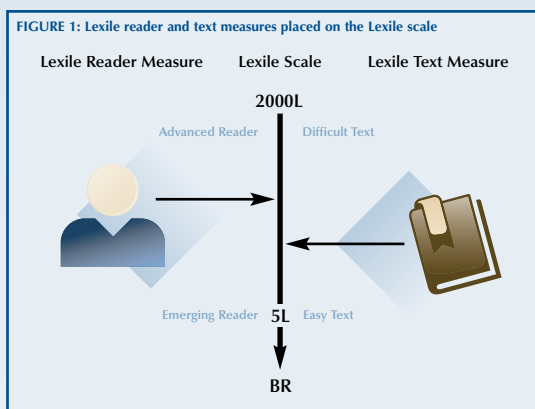 FIGURE 1: Lexile reader and text measures placed on the Lexile scale
Lexile Reader Measure Lexile Scale Lexile Text Measure
2000L
Advanced Reader Difficult Text
Emerging Reader 5L Easy Text
BR